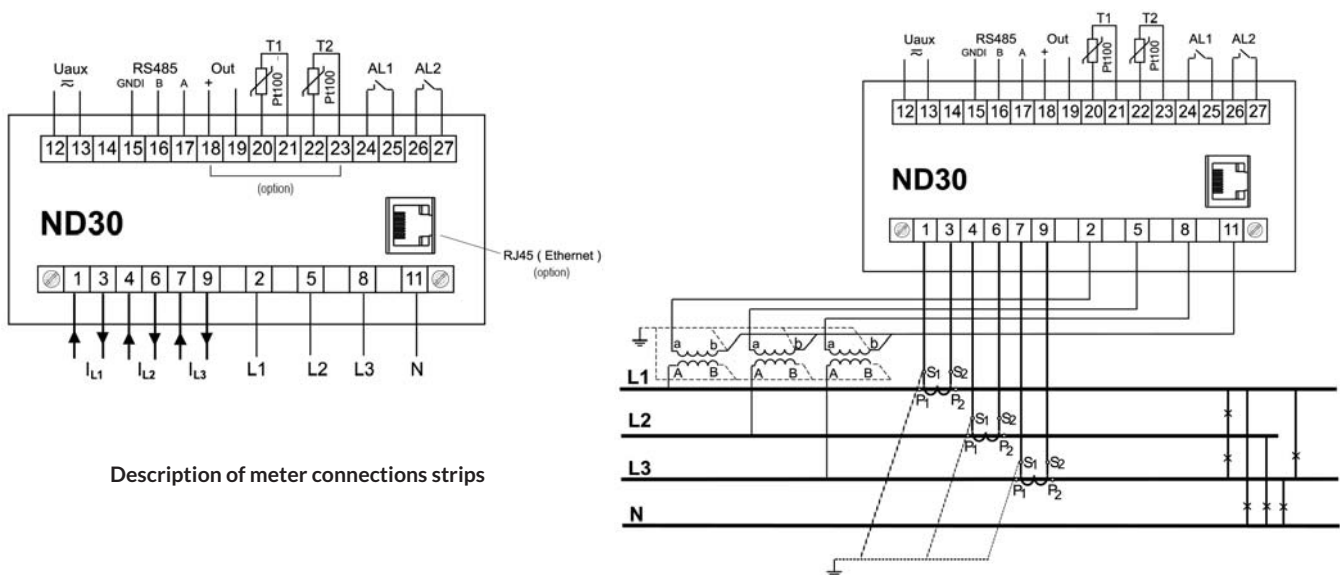 T1 T2
Uaux RS485 Out AL1 AL2
GNDI B A + Pt100 Pt100
12 13 14 15 16 17 18 19 20 21 22 23 24 25 26 27
(option)
ND30
RJ45 ( Ethernet )
(option)
1 3 4 6 7 9 2 5 8 11
IL1 IL2 IL3 L1 L2 L3 N
Description of meter connections strips
T1 T2
Uaux RS485 Out AL1 AL2
GNDI B A + Pt100 Pt100
12 13 14 15 16 17 18 19 20 21 22 23 24 25 26 27
ND30
1 3 4 6 7 9 2 5 8 11
a b a b a b
A B A B A B
S1 S2
L1
P1 P2
S1 S2
L2
P1 P2
S1 S2
L3
P1 P2
N